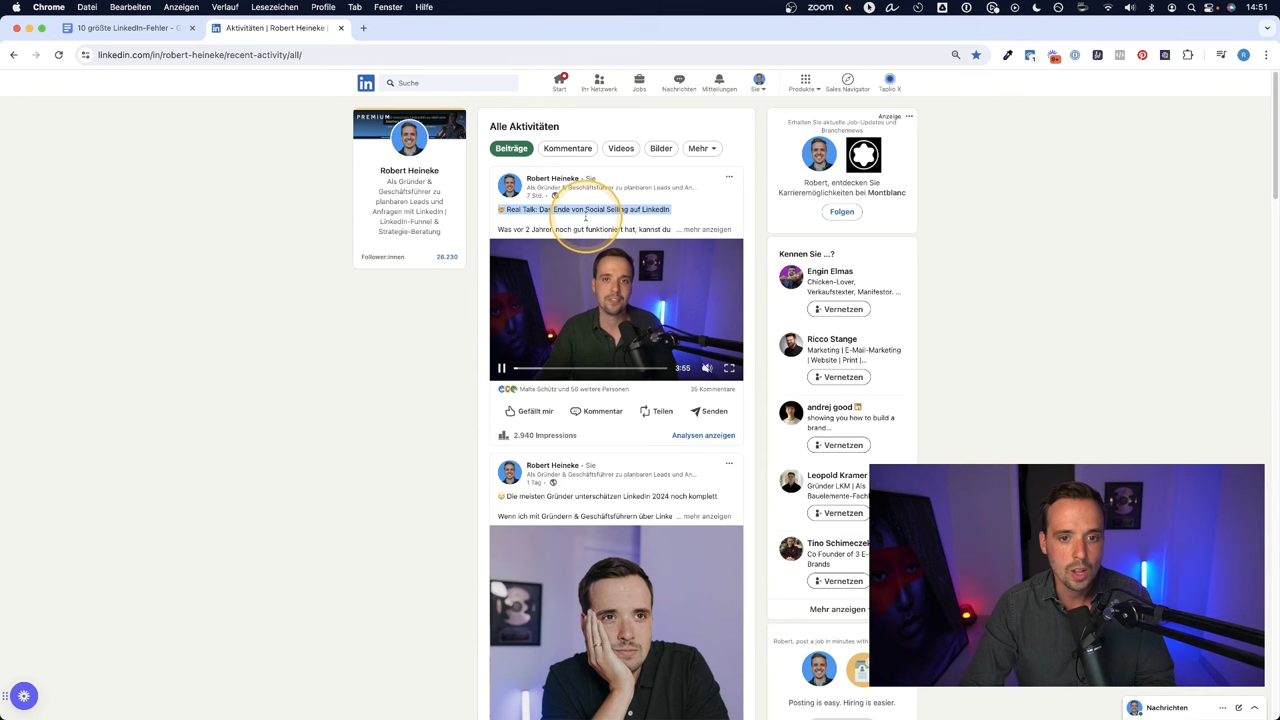 Chrome Datei Bearbeiten Anzeigen Verlauf Lesezeichen Profile Tab Fenster Hilfe
14:51
10 größte LinkedIn-Fehler - G
Aktivitäten | Robert Heineke |
linkedin.com/in/robert-heineke/recent-activity/all/
Suche
Start
Ihr Netzwerk
Jobs
Nachrichten
Mitteilungen
Sie
Produkte
Sales Navigator
Taplio X
PREMIUM
Robert Heineke
Als Gründer &
Geschäftsführer zu
planbaren Leads und
Anfragen mit LinkedIn |
LinkedIn-Funnel &
Strategie-Beratung
Follower:innen 26.230
Alle Aktivitäten
Beiträge Kommentare Videos Bilder Mehr
Robert Heineke • Sie
Als Gründer & Geschäftsführer zu planbaren Leads und An...
7 Std. •
Real Talk: Das Ende von Social Selling auf LinkedIn
Was vor 2 Jahren noch gut funktioniert hat, kannst du ... mehr anzeigen
3:55
Malte Schütz und 56 weitere Personen 35 Kommentare
Gefällt mir Kommentar Teilen Senden
2.940 Impressions Analysen anzeigen
Robert Heineke • Sie
Als Gründer & Geschäftsführer zu planbaren Leads und An...
1 Tag •
Die meisten Gründer unterschätzen LinkedIn 2024 noch komplett
Wenn ich mit Gründern & Geschäftsführern über Linke ... mehr anzeigen
Anzeige
Erhalten Sie aktuelle Job-Updates und
Branchennews
Robert, entdecken Sie
Karrieremöglichkeiten bei Montblanc
Folgen
Kennen Sie ...?
Engin Elmas
Chicken-Lover,
Verkaufstexter, Manifestor. ...
Vernetzen
Ricco Stange
Marketing | E-Mail-Marketing
| Website | Print |...
Vernetzen
andrej good
showing you how to build a
brand...
Vernetzen
Leopold Kramer
Gründer LKM | Als
Bauelemente-Fachh
Vernetzen
Tino Schimeczek
Co Founder of 3 E-
Brands
Vernetzen
Mehr anzeigen
Robert, post a job in minutes with
Posting is easy. Hiring is easier.
Nachrichten